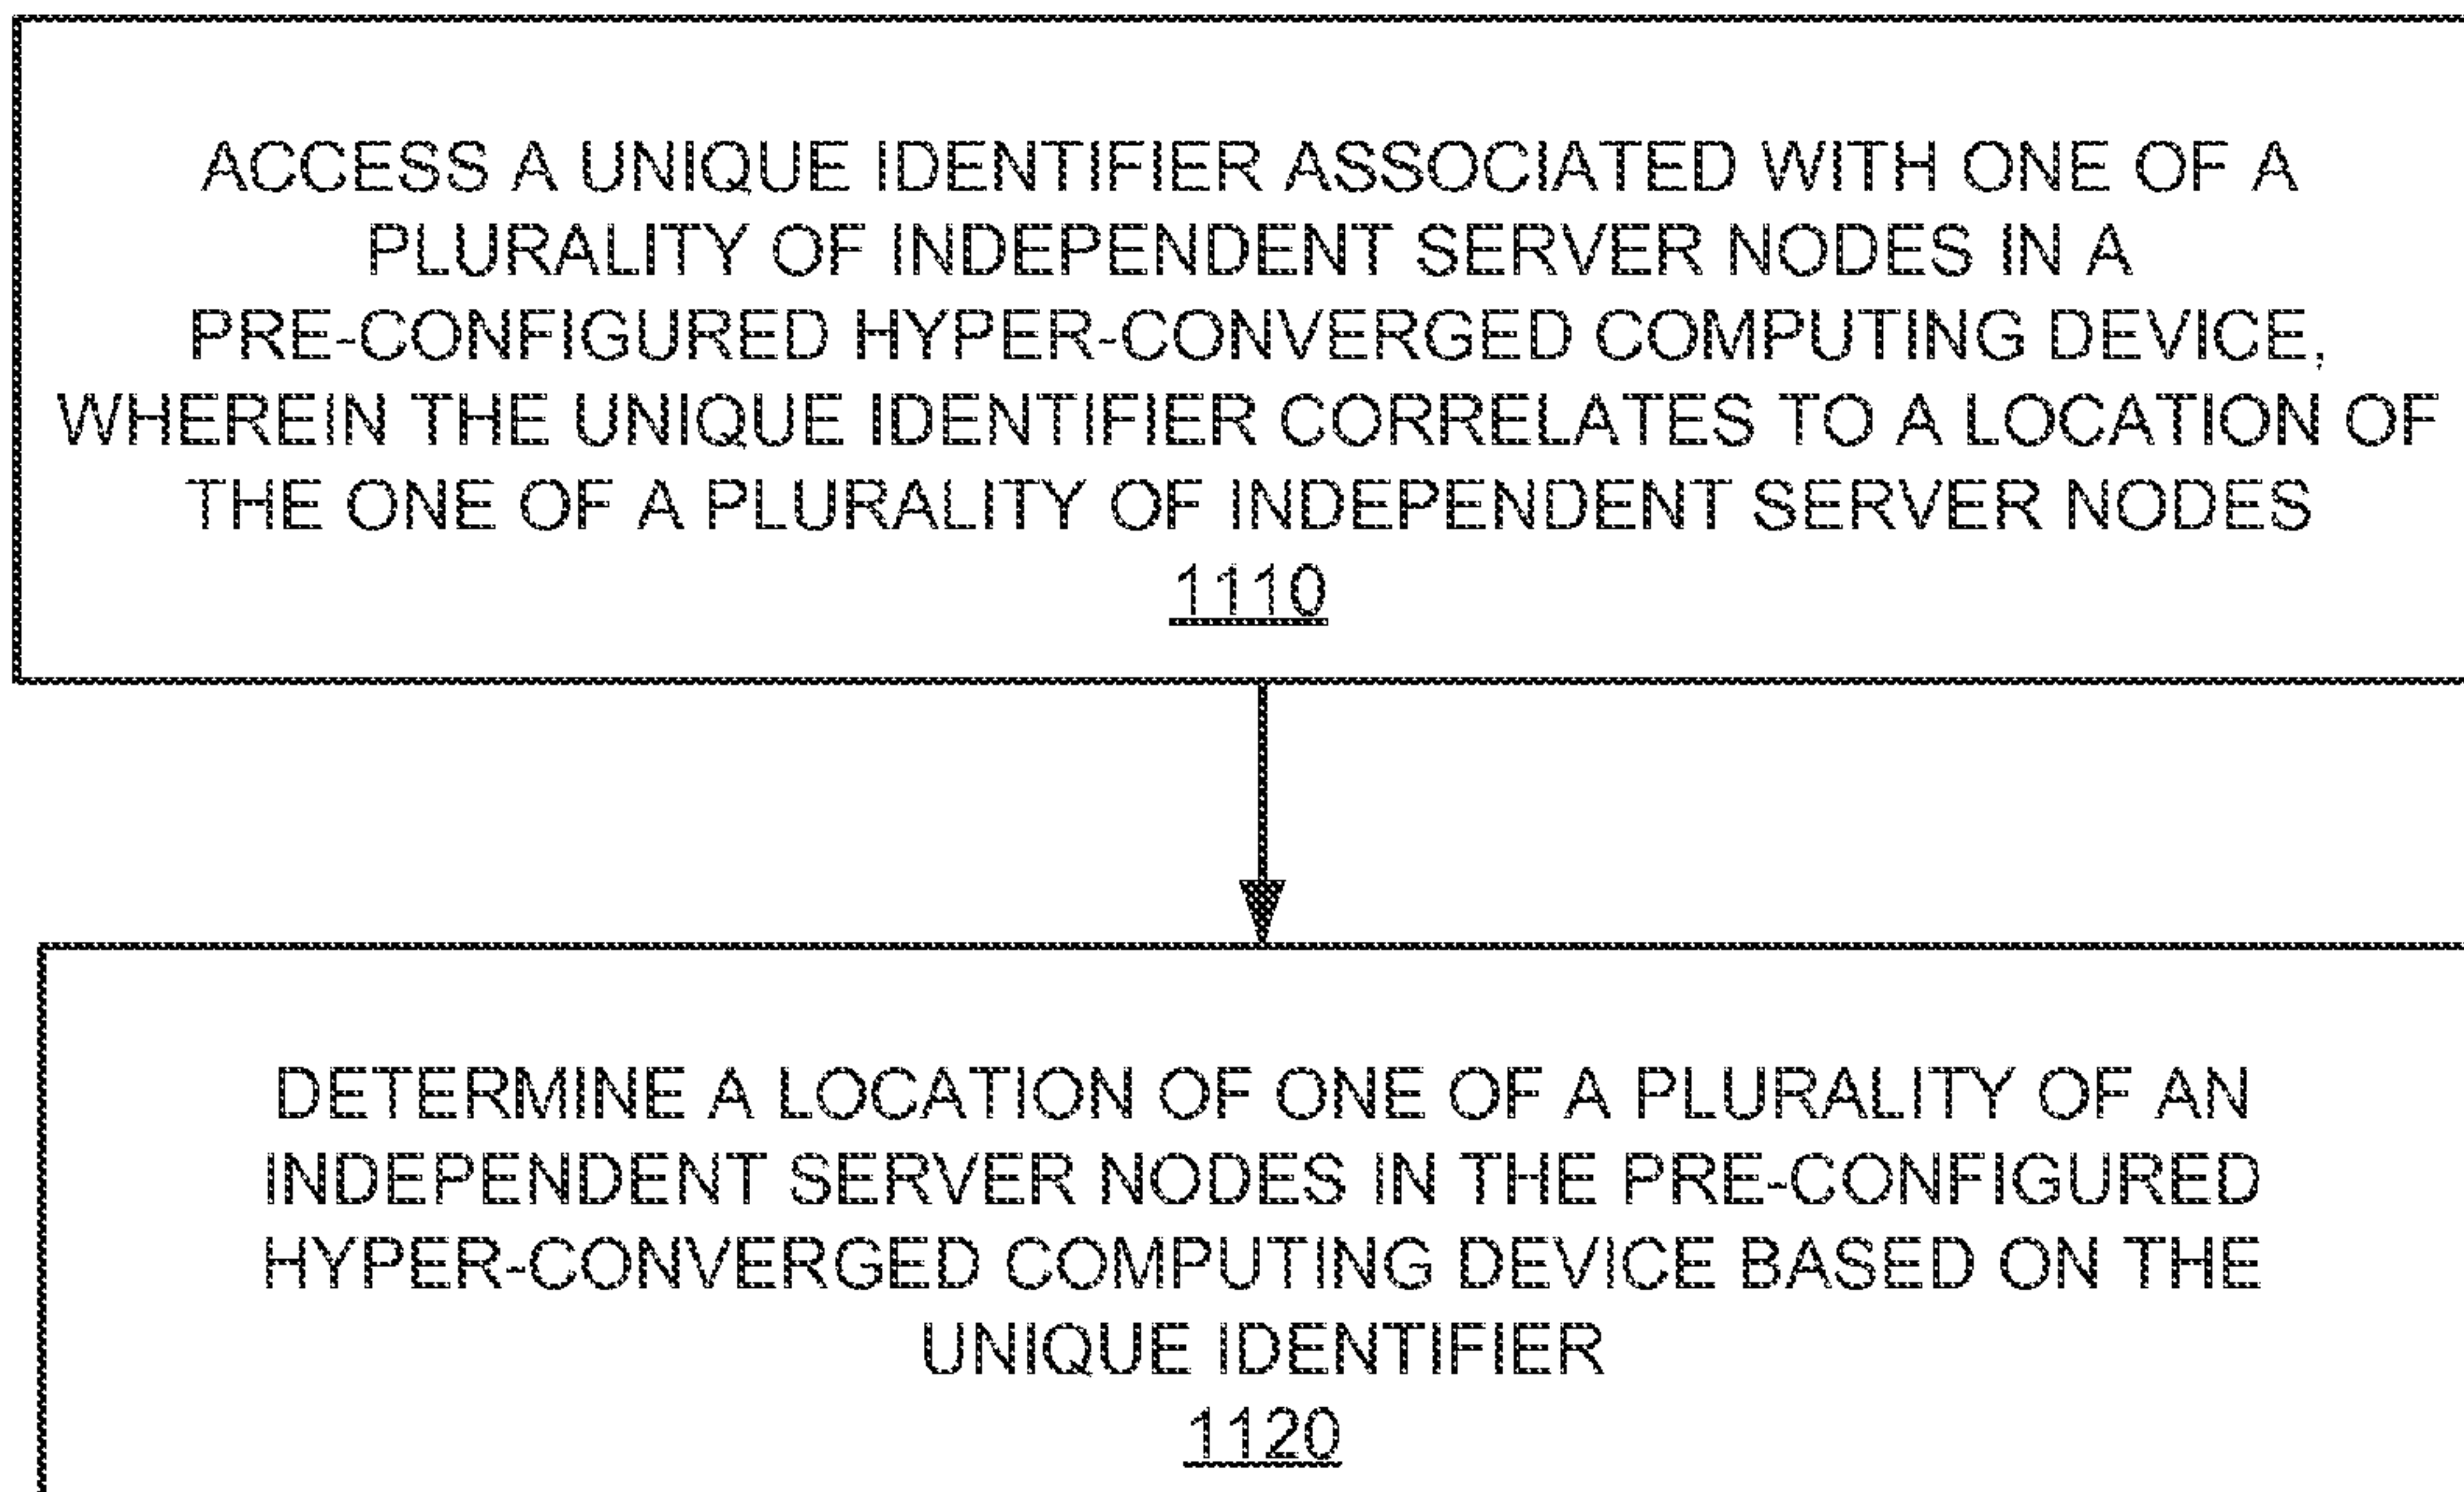 ACCESS A UNIQUE IDENTIFIER ASSOCIATED WITH ONE OF A
PLURALITY OF INDEPENDENT SERVER NODES IN A
PRE-CONFIGURED HYPER-CONVERGED COMPUTING DEVICE,
WHEREIN THE UNIQUE IDENTIFIER CORRELATES TO A LOCATION OF
THE ONE OF A PLURALITY OF INDEPENDENT SERVER NODES
1110
DETERMINE A LOCATION OF ONE OF A PLURALITY OF AN
INDEPENDENT SERVER NODES IN THE PRE-CONFIGURED
HYPER-CONVERGED COMPUTING DEVICE BASED ON THE
UNIQUE IDENTIFIER
1120